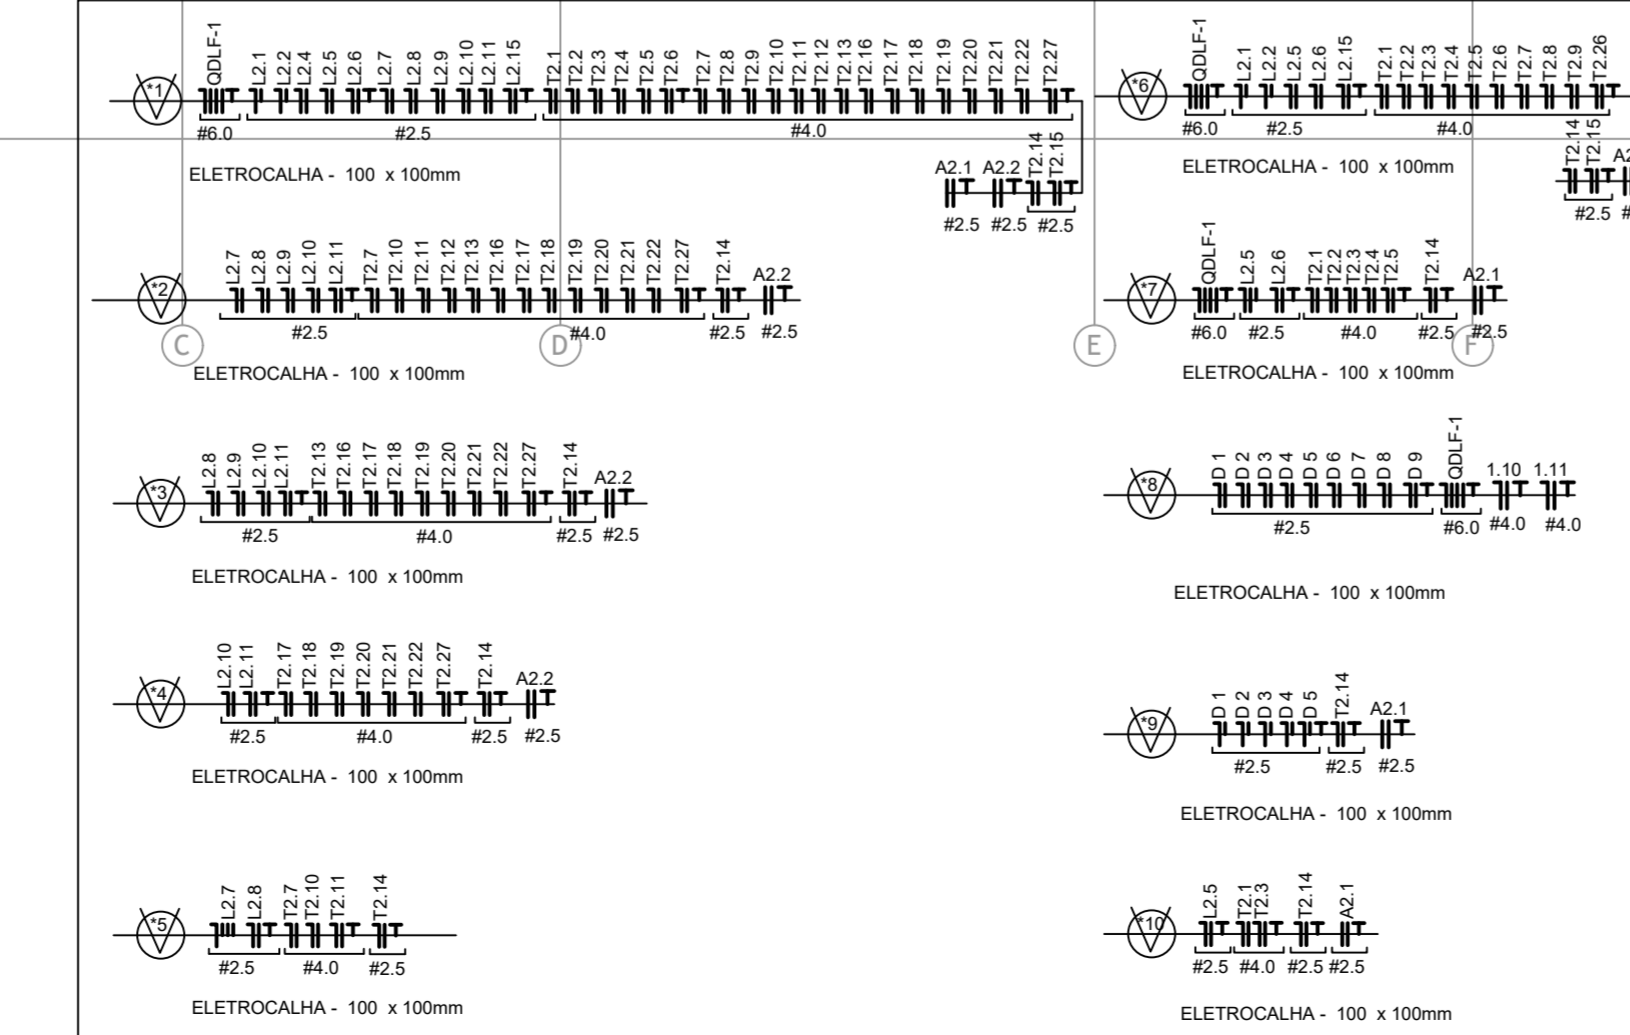 *1 QDLF-1 L2.1 L2.2 L2.4 L2.5 L2.6 L2.7 L2.8 L2.9 L2.10 L2.11 L2.15 T2.1 T2.2 T2.3 T2.4 T2.5 T2.6 T2.7 T2.8 T2.9 T2.10 T2.11 T2.12 T2.13 T2.16 T2.17 T2.18 T2.19 T2.20 T2.21 T2.22 T2.27
#6.0 #2.5 #4.0
A2.1 A2.2 T2.14 T2.15
#2.5 #2.5 #2.5
ELETROCALHA - 100 x 100mm
*2 L2.7 L2.8 L2.9 L2.10 L2.11 T2.7 T2.10 T2.11 T2.12 T2.13 T2.16 T2.17 T2.18 T2.19 T2.20 T2.21 T2.22 T2.27 T2.14 A2.2
#2.5 #4.0 #2.5 #2.5
C D E F
ELETROCALHA - 100 x 100mm
*3 L2.8 L2.9 L2.10 L2.11 T2.13 T2.16 T2.17 T2.18 T2.19 T2.20 T2.21 T2.22 T2.27 T2.14 A2.2
#2.5 #4.0 #2.5 #2.5
ELETROCALHA - 100 x 100mm
*4 L2.10 L2.11 T2.17 T2.18 T2.19 T2.20 T2.21 T2.22 T2.27 T2.14 A2.2
#2.5 #4.0 #2.5 #2.5
ELETROCALHA - 100 x 100mm
*5 L2.7 L2.8 T2.7 T2.10 T2.11 T2.14
#2.5 #4.0 #2.5
ELETROCALHA - 100 x 100mm
*6 QDLF-1 L2.1 L2.2 L2.5 L2.6 L2.15 T2.1 T2.2 T2.3 T2.4 T2.5 T2.6 T2.7 T2.8 T2.9 T2.26
#6.0 #2.5 #4.0
T2.14 T2.15
#2.5
ELETROCALHA - 100 x 100mm
*7 QDLF-1 L2.5 L2.6 T2.1 T2.2 T2.3 T2.4 T2.5 T2.14 A2.1
#6.0 #2.5 #4.0 #2.5 #2.5
ELETROCALHA - 100 x 100mm
*8 D 1 D 2 D 3 D 4 D 5 D 6 D 7 D 8 D 9 QDLF-1 1.10 1.11
#2.5 #6.0 #4.0 #4.0
ELETROCALHA - 100 x 100mm
*9 D 1 D 2 D 3 D 4 D 5 T2.14 A2.1
#2.5 #2.5 #2.5
ELETROCALHA - 100 x 100mm
*10 L2.5 T2.1 T2.3 T2.14 A2.1
#2.5 #4.0 #2.5 #2.5
ELETROCALHA - 100 x 100mm